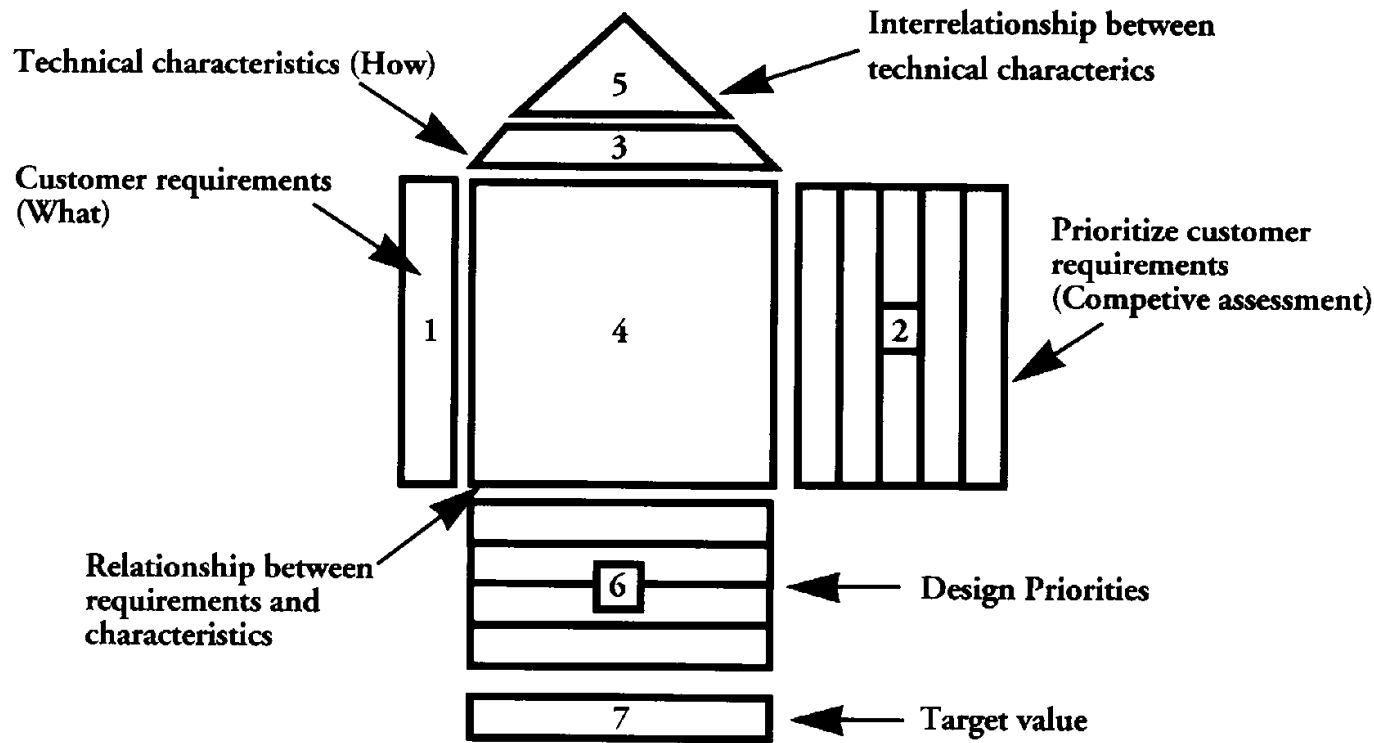 Interrelationship between
technical characterics
Technical characteristics (How)
5
3
Customer requirements
(What)
Prioritize customer
requirements
(Competive assessment)
1
4
2
Relationship between
requirements and
characteristics
6
Design Priorities
7
Target value